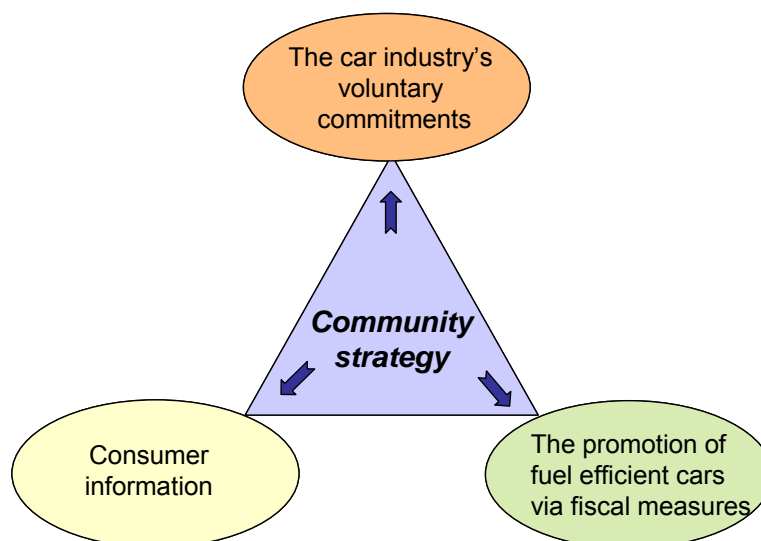 The car industry's
voluntary
commitments
Community
strategy
Consumer
information
The promotion of
fuel efficient cars
via fiscal measures